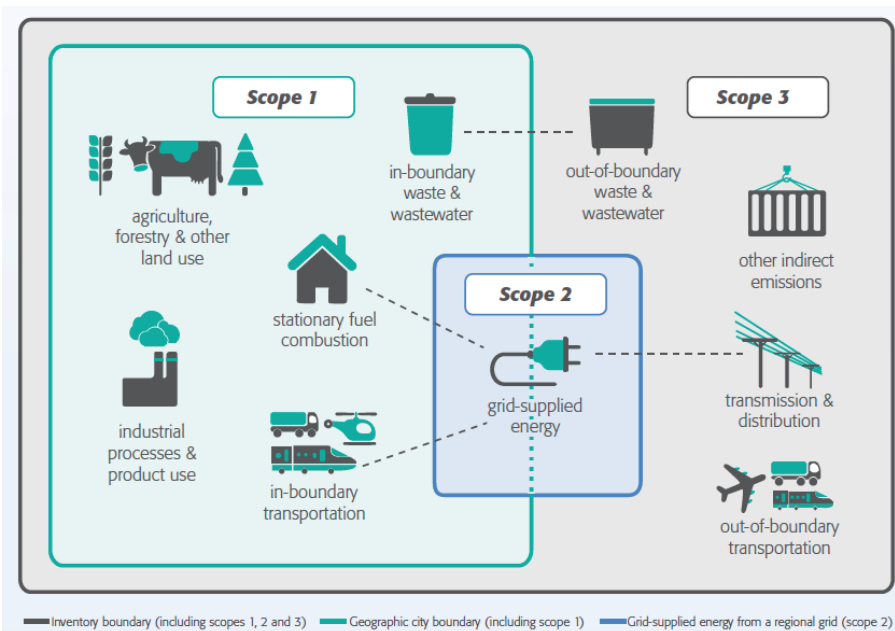 Scope 1
Scope 3
in-boundary
waste &
wastewater
out-of-boundary
waste &
wastewater
agriculture,
forestry & other
land use
other indirect
emissions
Scope 2
stationary fuel
combustion
grid-supplied
energy
transmission &
distribution
industrial
processes &
product use
in-boundary
transportation
out-of-boundary
transportation
Inventory boundary (including scopes 1, 2 and 3) Geographic city boundary (including scope 1) Grid-supplied energy from a regional grid (scope 2)